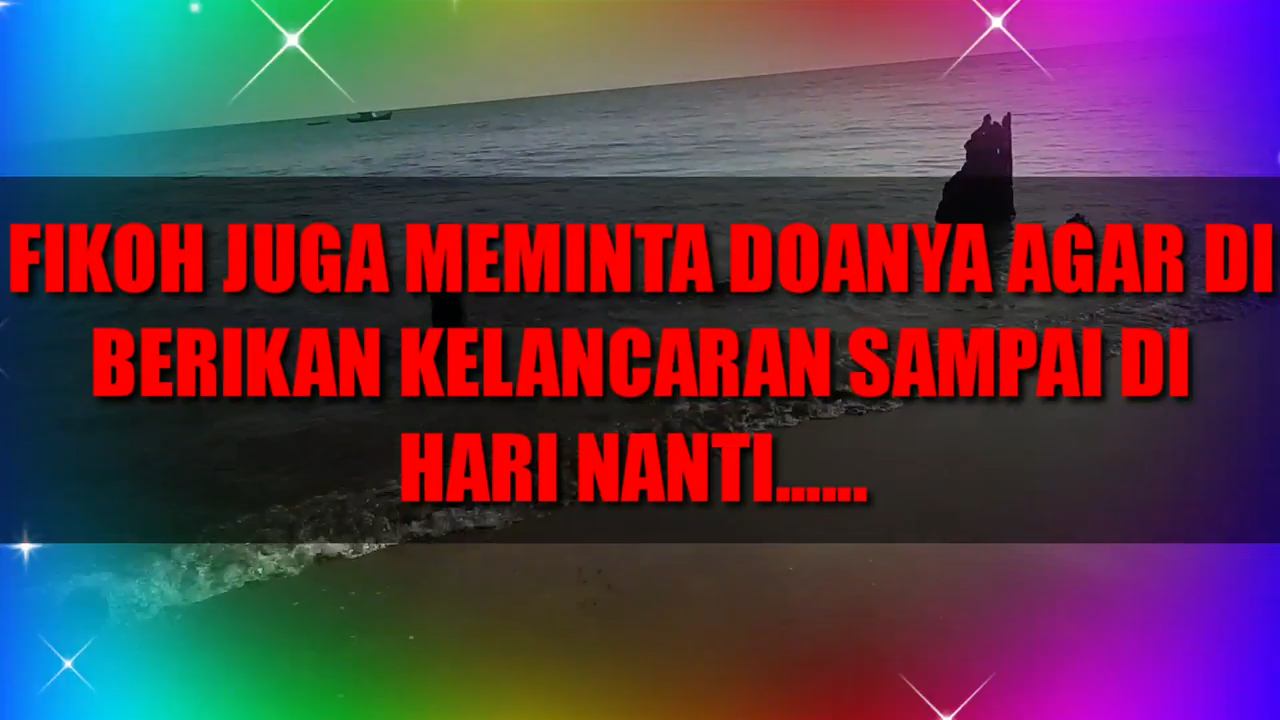 FIKOH JUGA MEMINTA DOANYA AGAR DI
BERIKAN KELANCARAN SAMPAI DI
HARI NANTI......